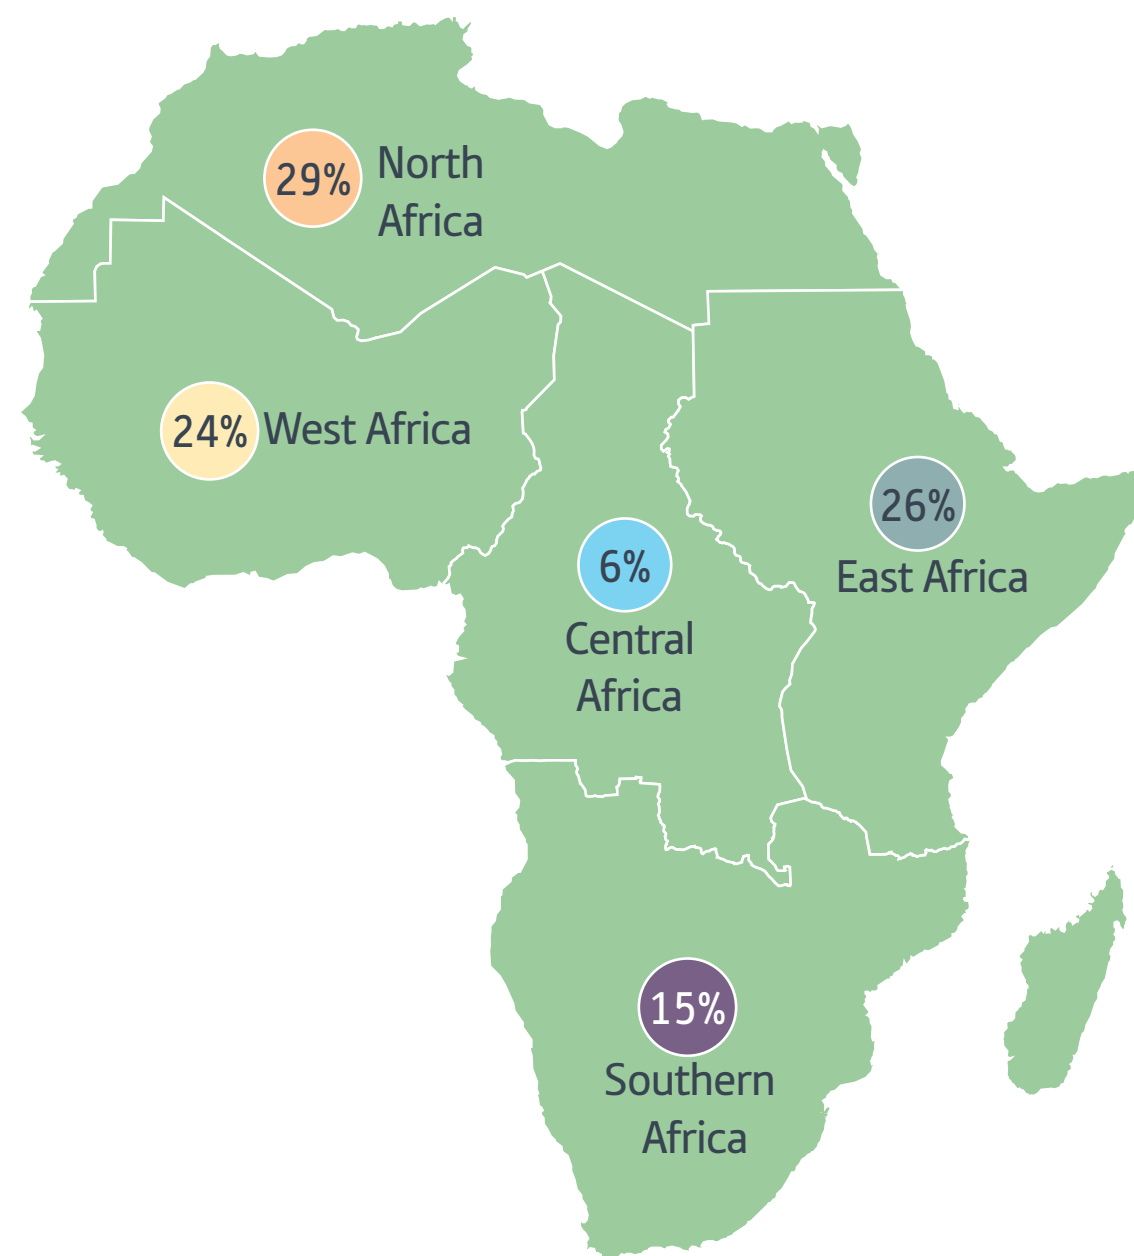 29%
North
Africa
24%
West Africa
26%
East Africa
6%
Central
Africa
15%
Southern
Africa